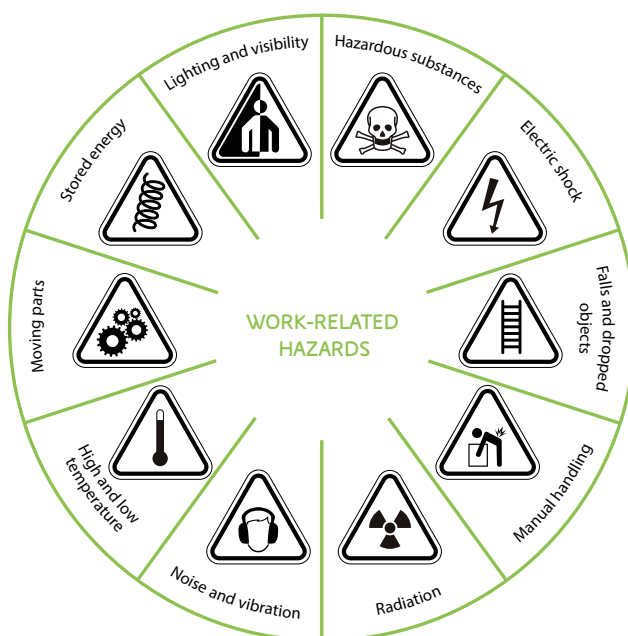 Lighting and visibility
Hazardous substances
Electric shock
Falls and dropped
objects
Manual handling
Radiation
Noise and vibration
High and low
temperature
Moving parts
Stored energy
WORK-RELATED
HAZARDS